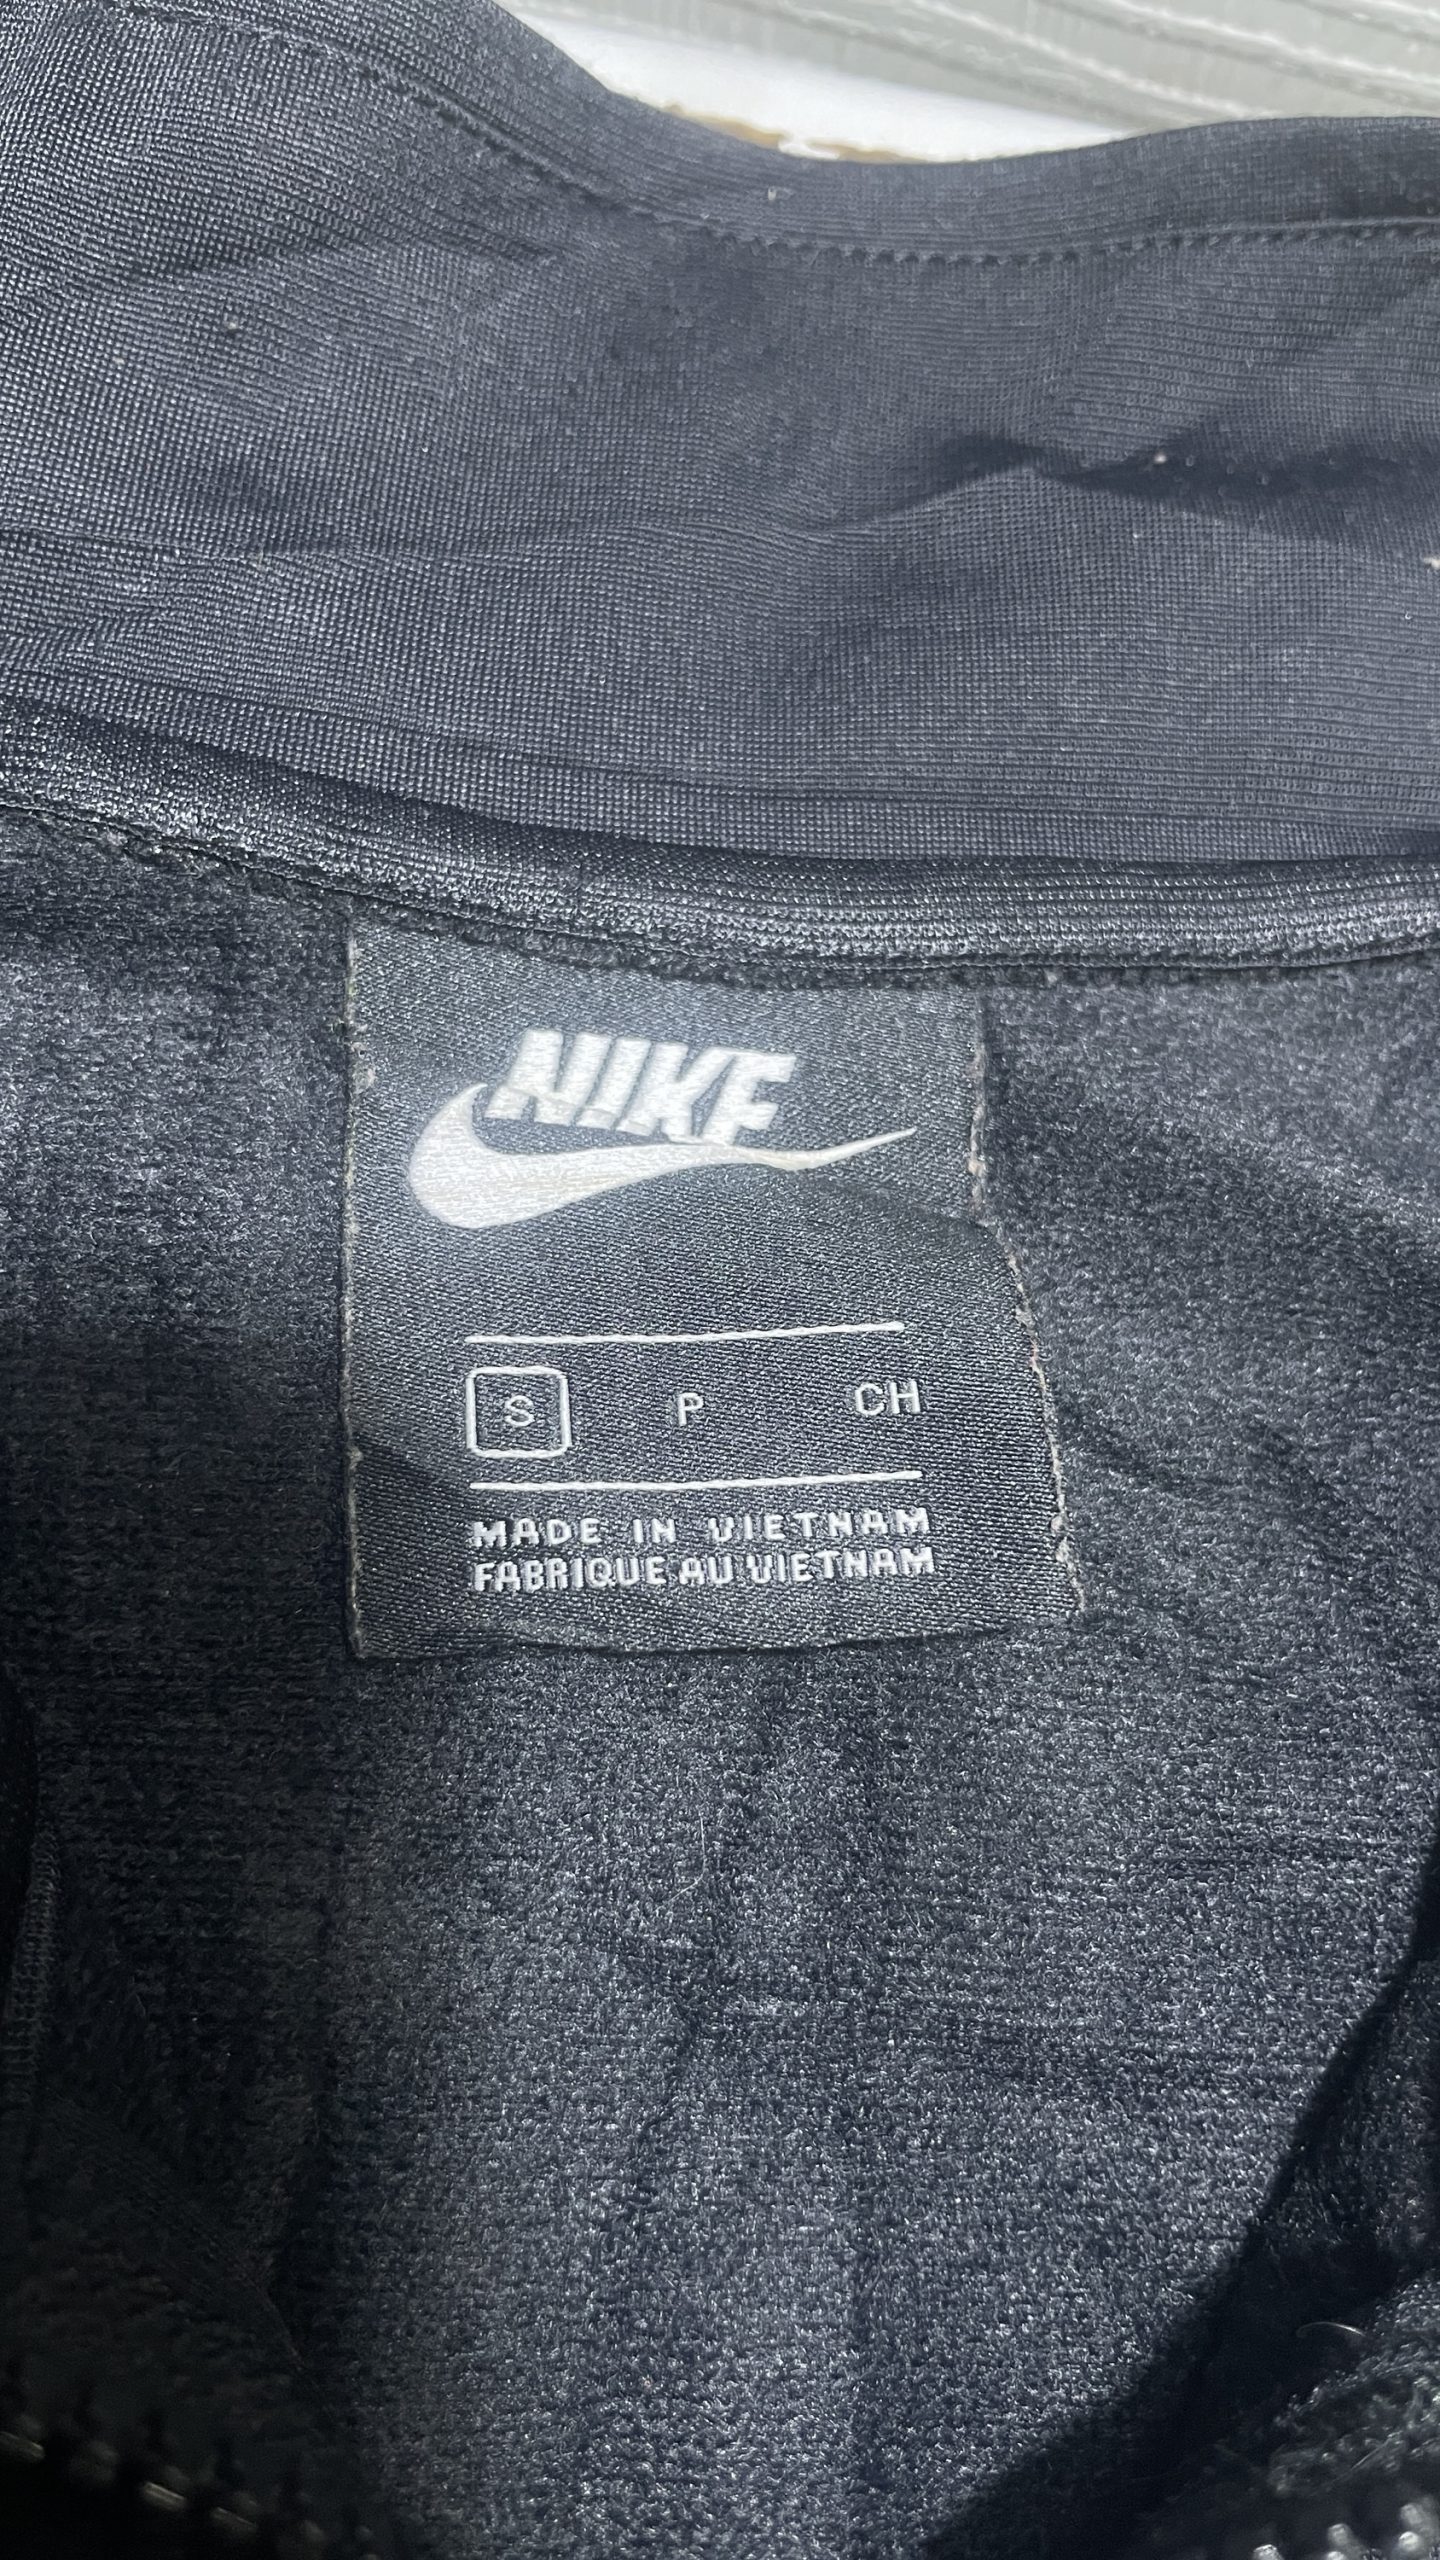 NIKE
S P CH
MADE IN VIETNAM
FABRIQUE AU VIETNAM